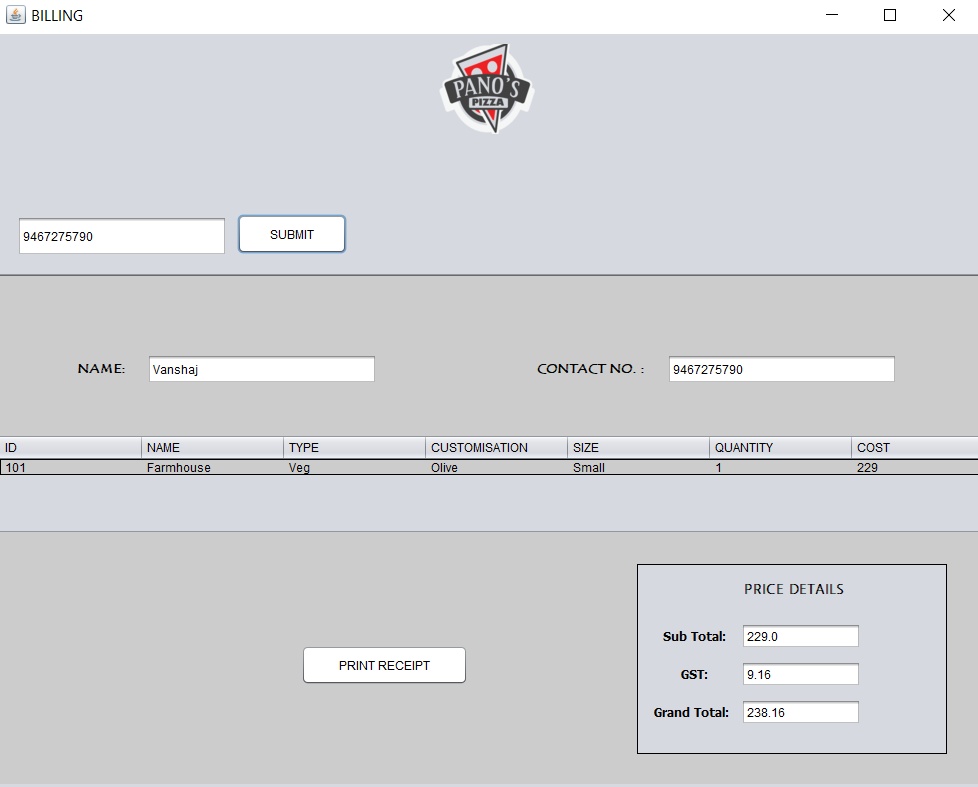 BILLING
PANO'S
PIZZA
9467275790 SUBMIT
NAME: Vanshaj CONTACT NO. : 9467275790
ID NAME TYPE CUSTOMISATION SIZE QUANTITY COST
101 Farmhouse Veg Olive Small 1 229
PRICE DETAILS
Sub Total: 229.0
PRINT RECEIPT
GST: 9.16
Grand Total: 238.16